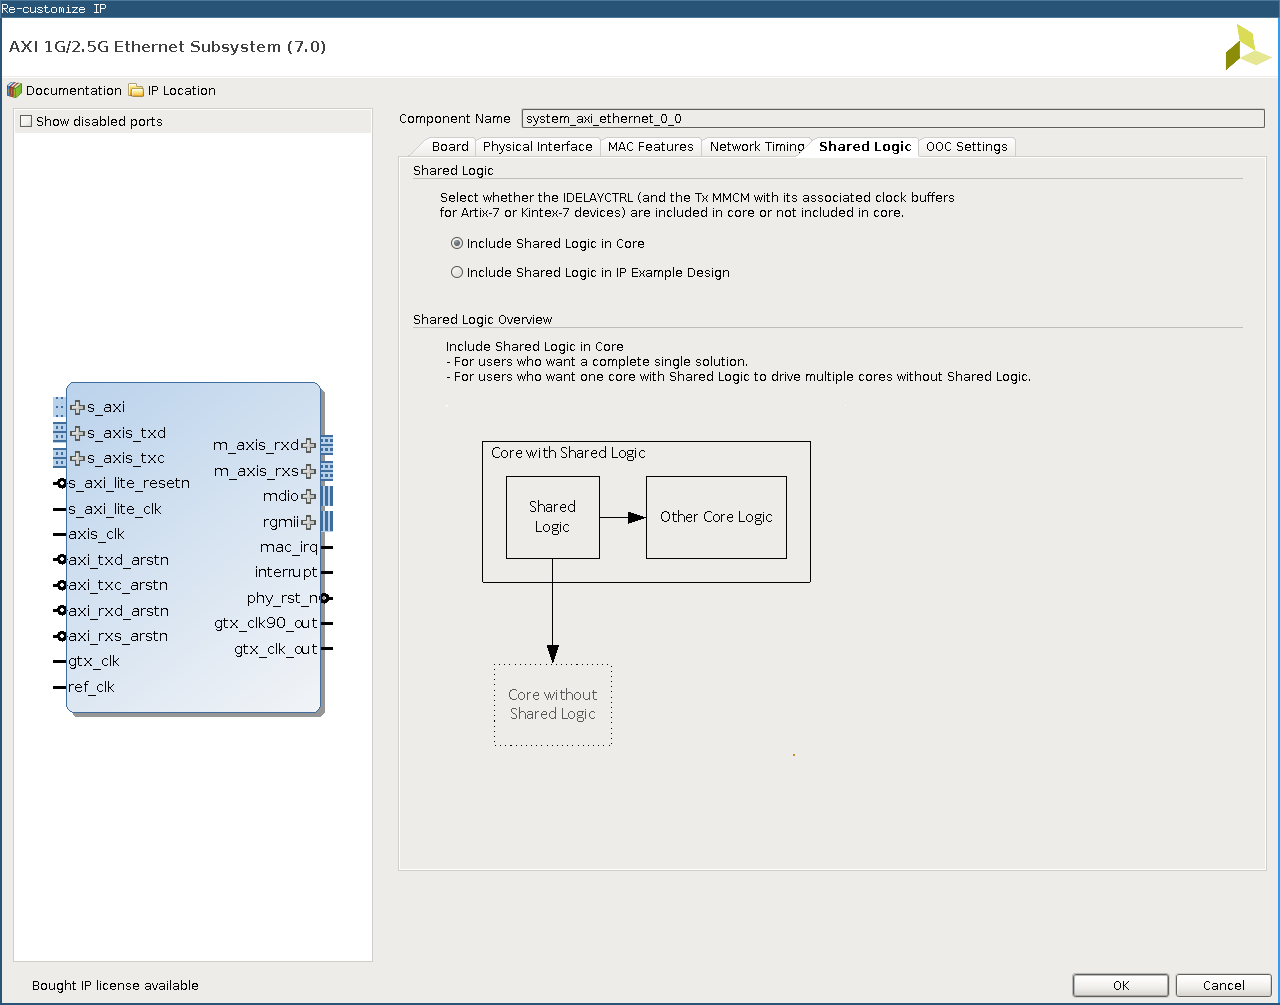 Re-customize IP
AXI 1G/2.5G Ethernet Subsystem (7.0)
Documentation IP Location
Show disabled ports
s_axi
s_axis_txd
s_axis_txc
s_axi_lite_resetn
s_axi_lite_clk
axis_clk
axi_txd_arstn
axi_txc_arstn
axi_rxd_arstn
axi_rxs_arstn
gtx_clk
ref_clk
m_axis_rxd
m_axis_rxs
mdio
rgmii
mac_irq
interrupt
phy_rst_n
gtx_clk90_out
gtx_clk_out
Component Name system_axi_ethernet_0_0
Board Physical Interface MAC Features Network Timing Shared Logic OOC Settings
Shared Logic
Select whether the IDELAYCTRL (and the Tx MMCM with its associated clock buffers
for Artix-7 or Kintex-7 devices) are included in core or not included in core.
Include Shared Logic in Core
Include Shared Logic in IP Example Design
Shared Logic Overview
Include Shared Logic in Core
- For users who want a complete single solution.
- For users who want one core with Shared Logic to drive multiple cores without Shared Logic.
Core with Shared Logic
Shared
Logic
Other Core Logic
Core without
Shared Logic
Bought IP license available
OK Cancel